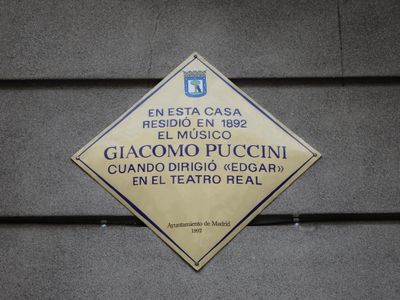 EN ESTA CASA
RESIDIÓ EN 1892
EL MÚSICO
GIACOMO PUCCINI
CUANDO DIRIGIÓ «EDGAR»
EN EL TEATRO REAL
Ayuntamiento de Madrid
1992